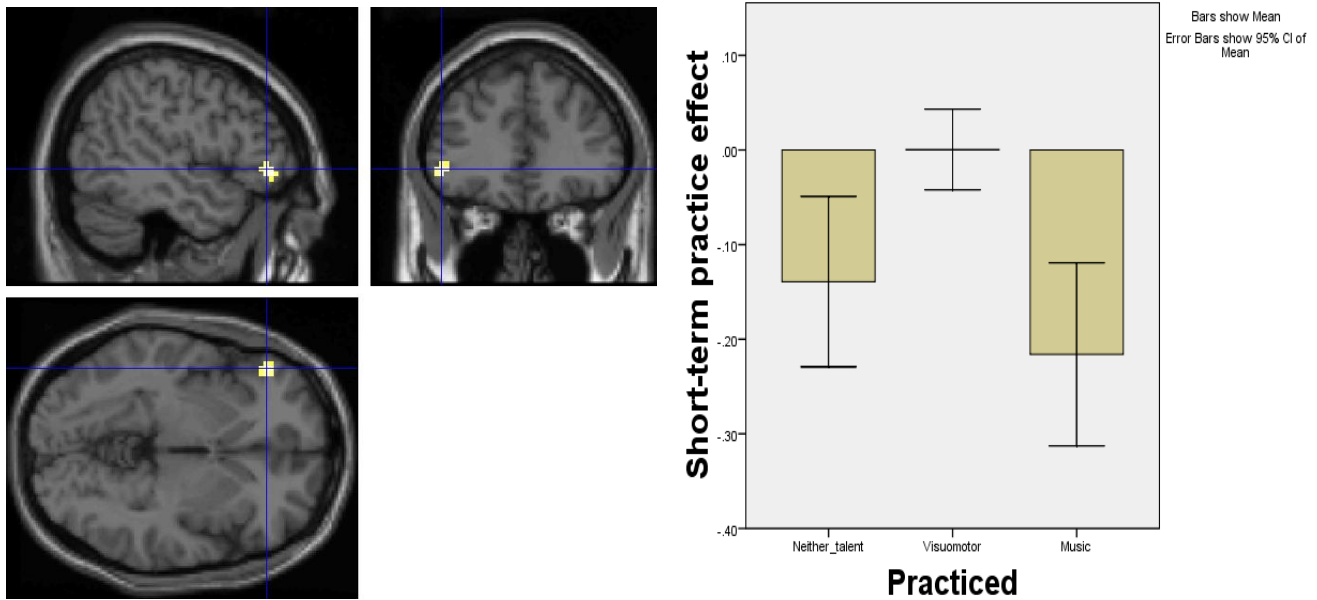 Bars show Mean
Error Bars show 95% CI of
Mean
Short-term practice effect
.10
.00
-.10
-.20
-.30
-.40
Neither_talent Visuomotor Music
Practiced